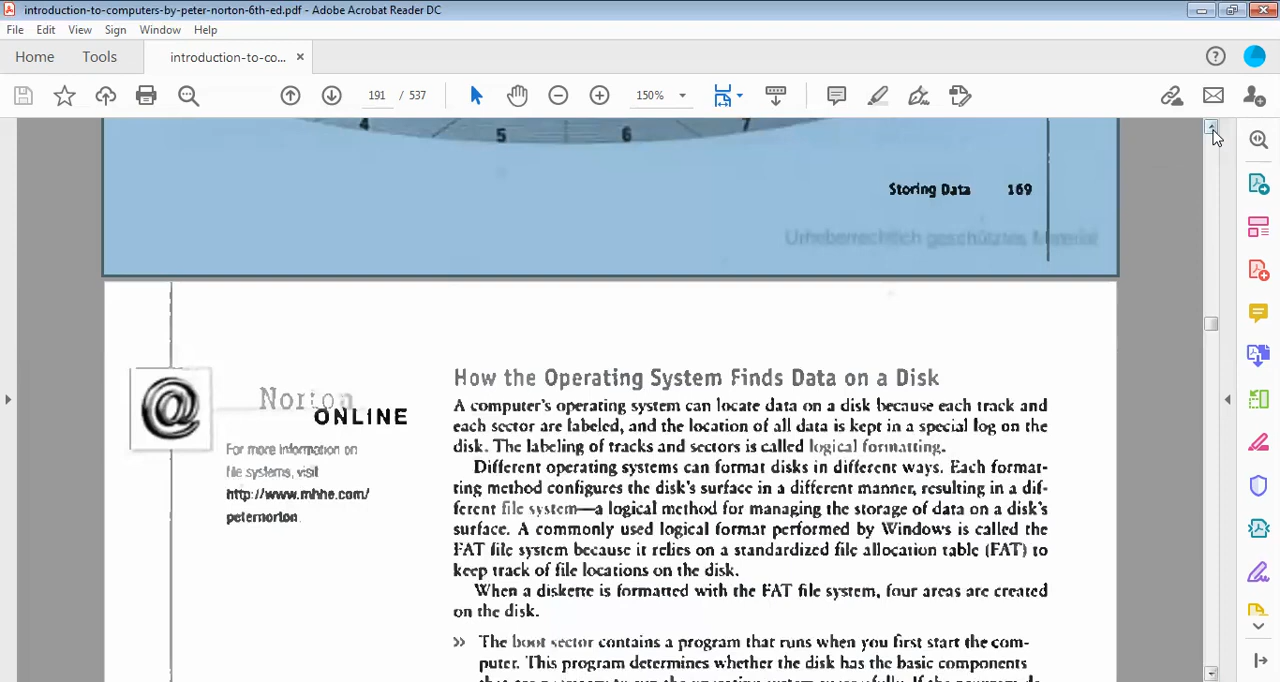 introduction-to-computers-by-peter-norton-6th-ed.pdf - Adobe Acrobat Reader DC
File Edit View Sign Window Help
Home Tools introduction-to-co... ×
191 / 537 150%
4 5 6 7
Storing Data 169
Urheberrechtlich geschütztes Material
Norton
ONLINE
For more information on
file systems, visit
http://www.mhhe.com/
peternorton
How the Operating System Finds Data on a Disk
A computer's operating system can locate data on a disk because each track and
each sector are labeled, and the location of all data is kept in a special log on the
disk. The labeling of tracks and sectors is called logical formatting.
Different operating systems can format disks in different ways. Each format-
ting method configures the disk's surface in a different manner, resulting in a dif-
ferent file system—a logical method for managing the storage of data on a disk's
surface. A commonly used logical format performed by Windows is called the
FAT file system because it relies on a standardized file allocation table (FAT) to
keep track of file locations on the disk.
When a diskette is formatted with the FAT file system, four areas are created
on the disk.
» The boot sector contains a program that runs when you first start the com-
puter. This program determines whether the disk has the basic components